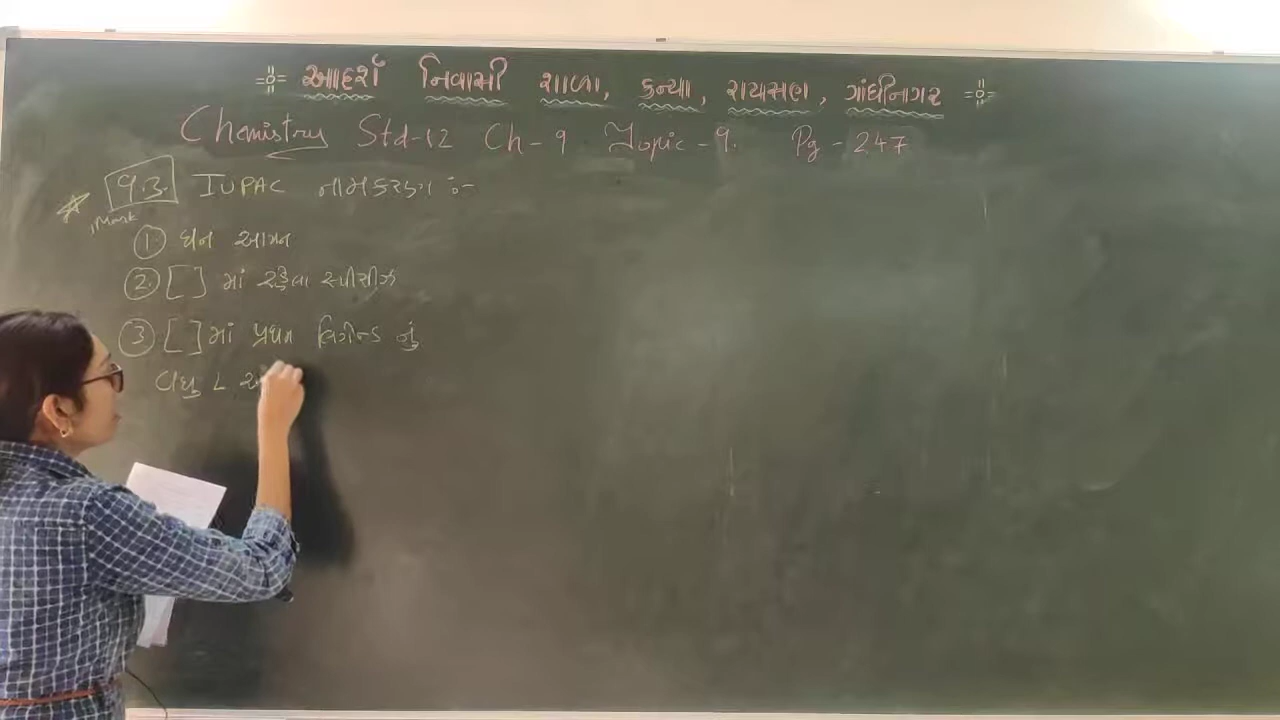 આદર્શ નિવાસી શાળા, કન્યા, રાયસણ, ગાંધીનગર
Chemistry Std-12 Ch-9 Topic-9. Pg-247
9.3. IUPAC નામકરણ :-
1 Mark
1. ઘન આયન
2. [ ] માં રહેલા સ્પીસીઝ
3 [ ] માં પ્રથમ લિગેન્ડ નું